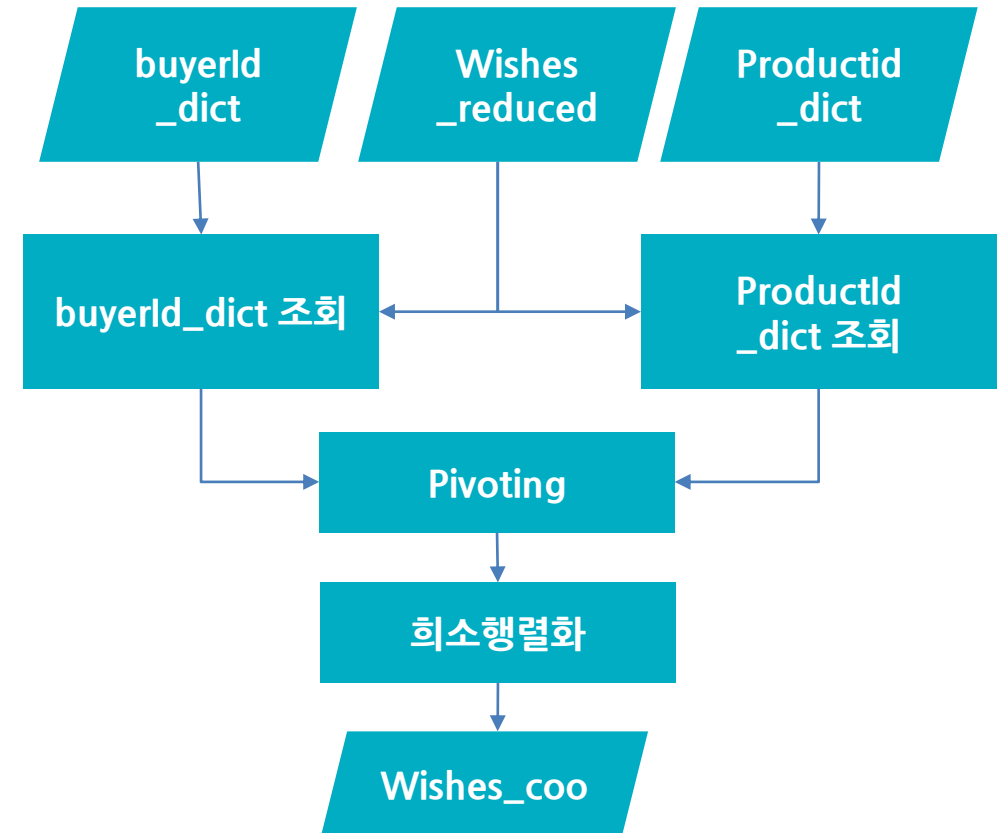 buyerId
_dict
Wishes
_reduced
Productid
_dict
buyerId_dict 조회
ProductId
_dict 조회
Pivoting
희소행렬화
Wishes_coo